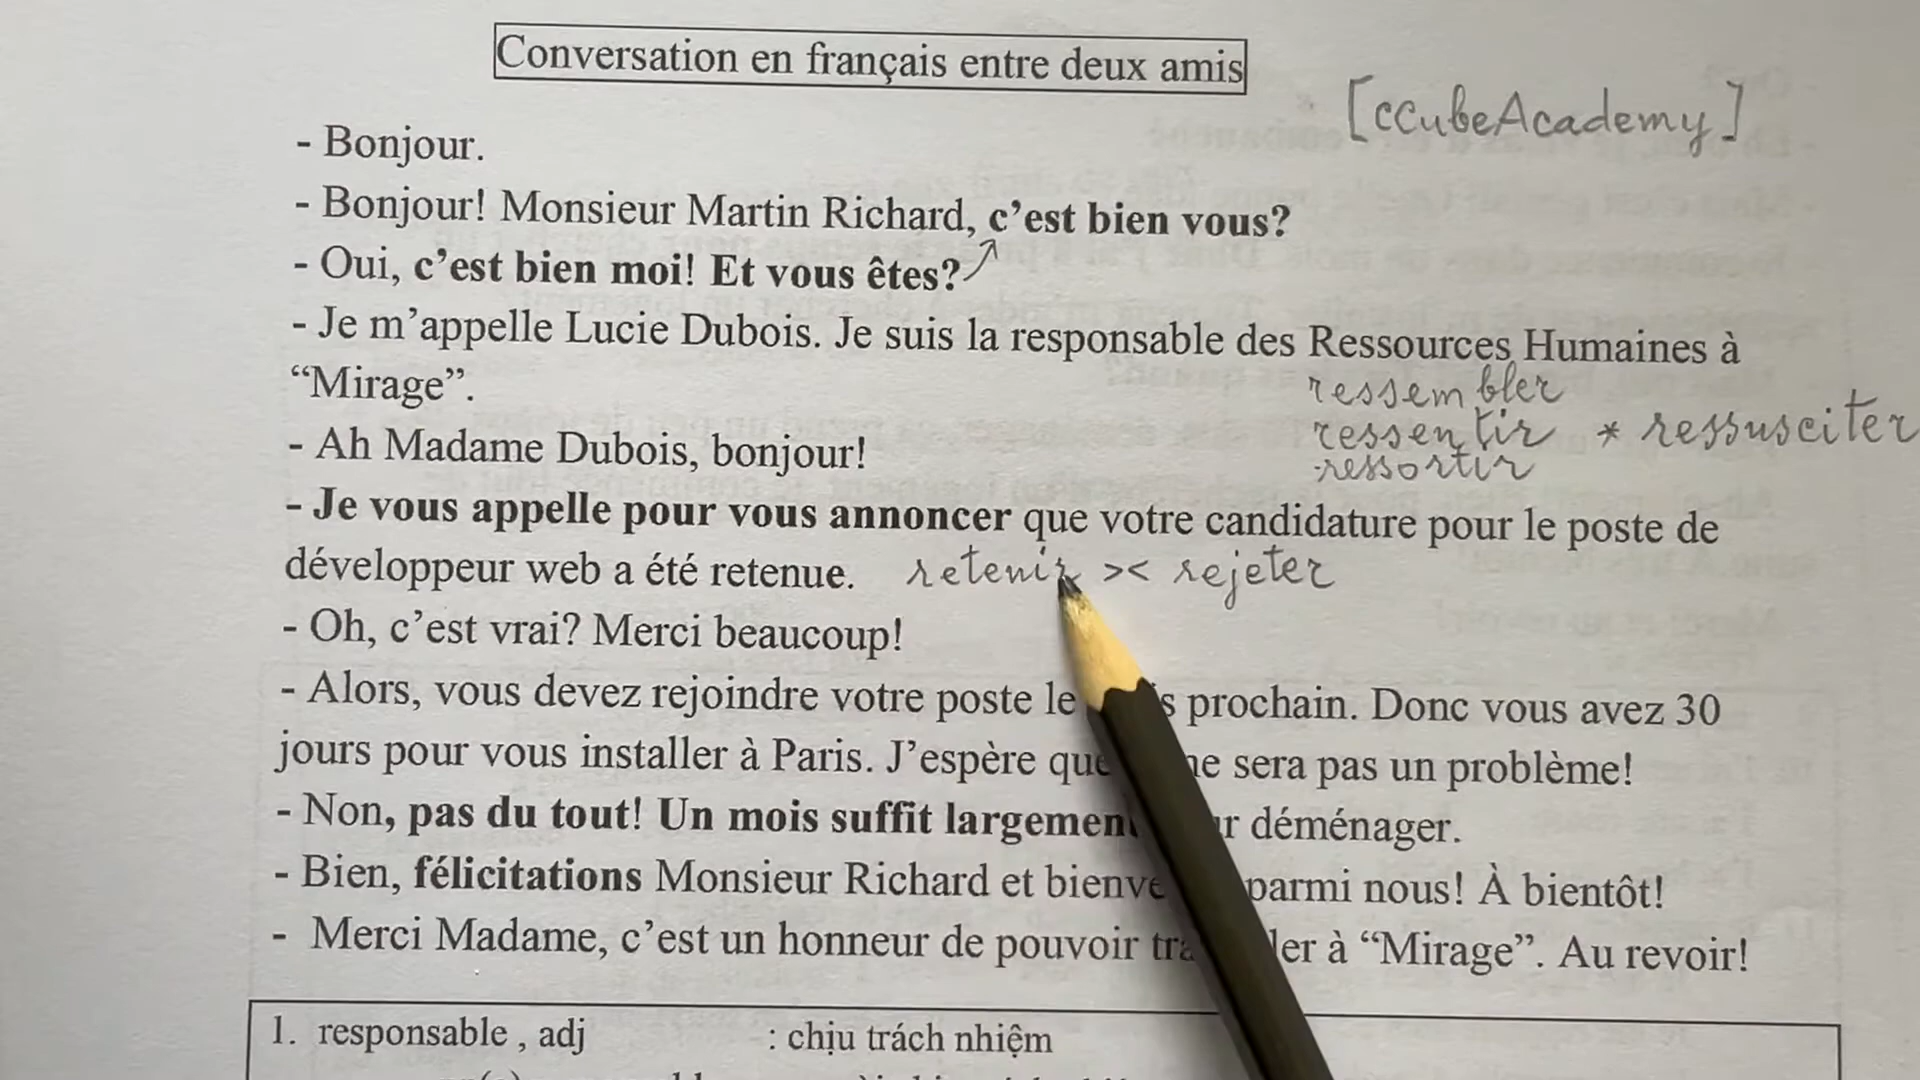 Conversation en français entre deux amis
[ccubeAcademy]
- Bonjour.
- Bonjour! Monsieur Martin Richard, c’est bien vous?
- Oui, c’est bien moi! Et vous êtes?
- Je m’appelle Lucie Dubois. Je suis la responsable des Ressources Humaines à
“Mirage”.
ressembler
ressentir * ressusciter
ressortir
- Ah Madame Dubois, bonjour!
- Je vous appelle pour vous annoncer que votre candidature pour le poste de
développeur web a été retenue. retenir >< rejeter
- Oh, c’est vrai? Merci beaucoup!
- Alors, vous devez rejoindre votre poste le prochain. Donc vous avez 30
jours pour vous installer à Paris. J’espère que sera pas un problème!
- Non, pas du tout! Un mois suffit largement déménager.
- Bien, félicitations Monsieur Richard et parmi nous! À bientôt!
- Merci Madame, c’est un honneur de pouvoir à “Mirage”. Au revoir!
1. responsable , adj : chịu trách nhiệm